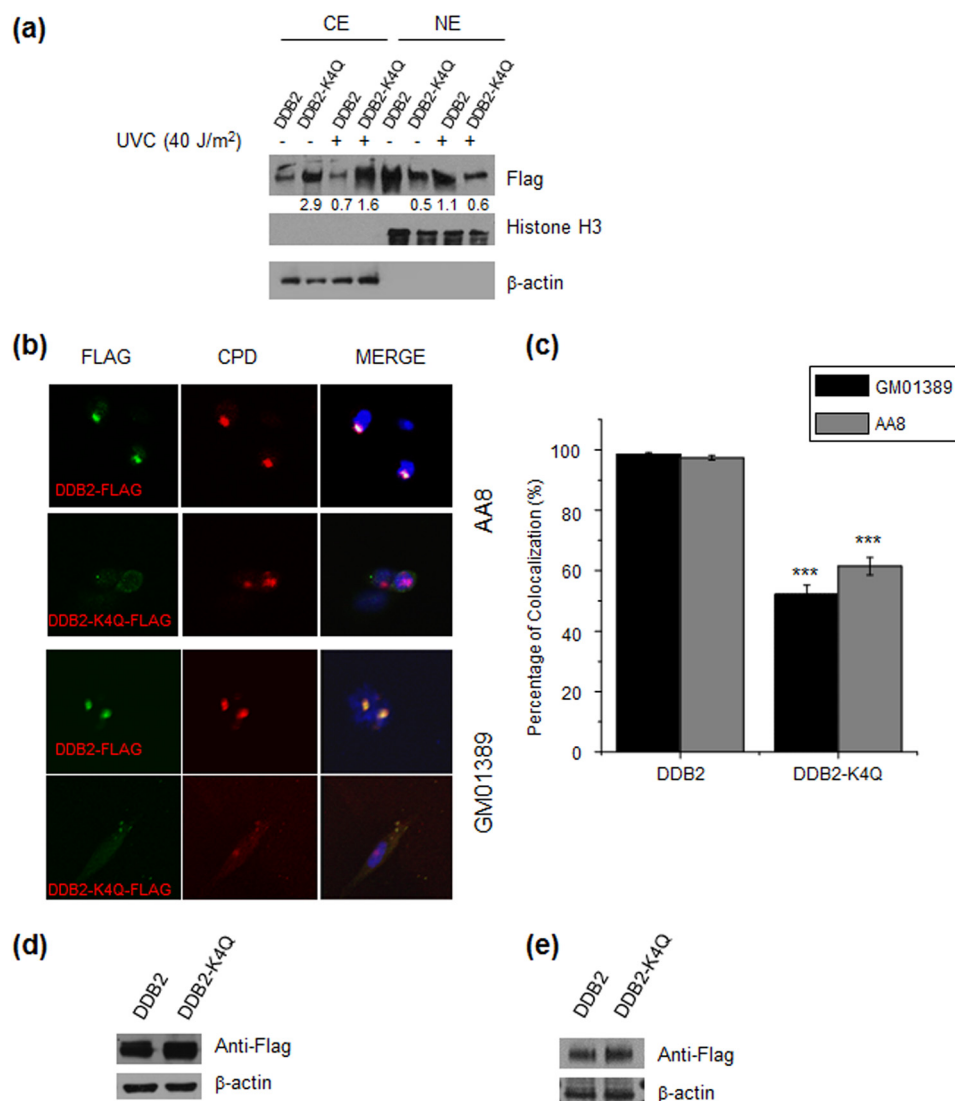 (a)
CE NE
DDB2 DDB2-K4Q DDB2 DDB2-K4Q DDB2 DDB2-K4Q DDB2 DDB2-K4Q
UVC (40 J/m²) - - + + - - + +
Flag
2.9 0.7 1.6 0.5 1.1 0.6
Histone H3
β-actin
(b)
FLAG CPD MERGE
DDB2-FLAG
AA8
DDB2-K4Q-FLAG
DDB2-FLAG
GM01389
DDB2-K4Q-FLAG
(c)
GM01389
AA8
Percentage of Colocalization (%)
100
80
60
40
20
0
***
***
DDB2 DDB2-K4Q
(d)
DDB2 DDB2-K4Q
Anti-Flag
β-actin
(e)
DDB2 DDB2-K4Q
Anti-Flag
β-actin